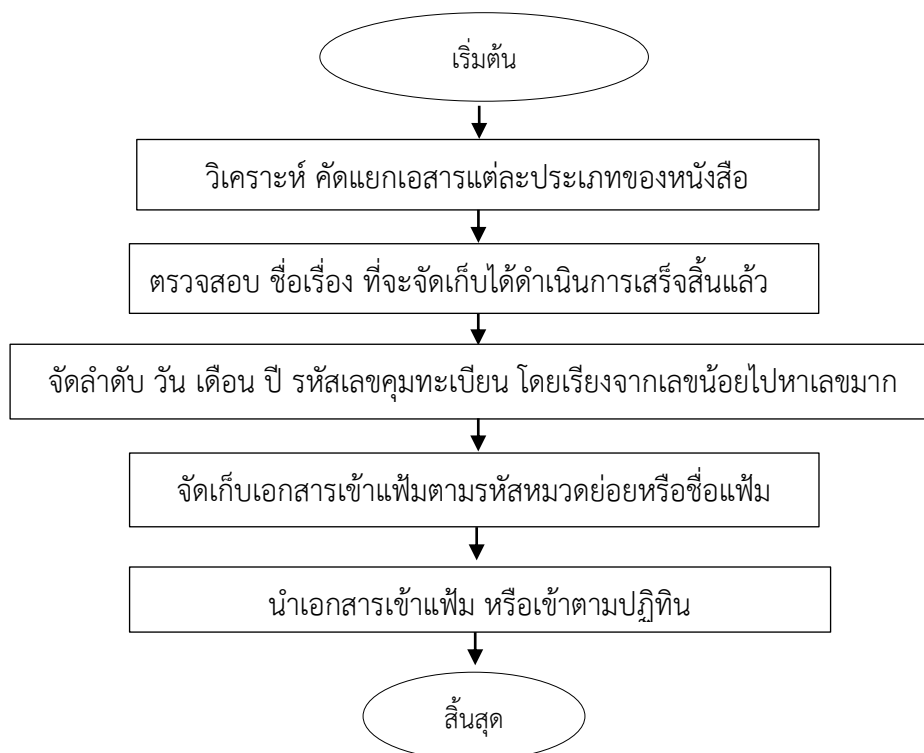 เริ่มต้น
วิเคราะห์ คัดแยกเอสารแต่ละประเภทของหนังสือ
ตรวจสอบ ชื่อเรื่อง ที่จะจัดเก็บได้ดำเนินการเสร็จสิ้นแล้ว
จัดลำดับ วัน เดือน ปี รหัสเลขคุมทะเบียน โดยเรียงจากเลขน้อยไปหาเลขมาก
จัดเก็บเอกสารเข้าแฟ้มตามรหัสหมวดย่อยหรือชื่อแฟ้ม
นำเอกสารเข้าแฟ้ม หรือเข้าตามปฏิทิน
สิ้นสุด